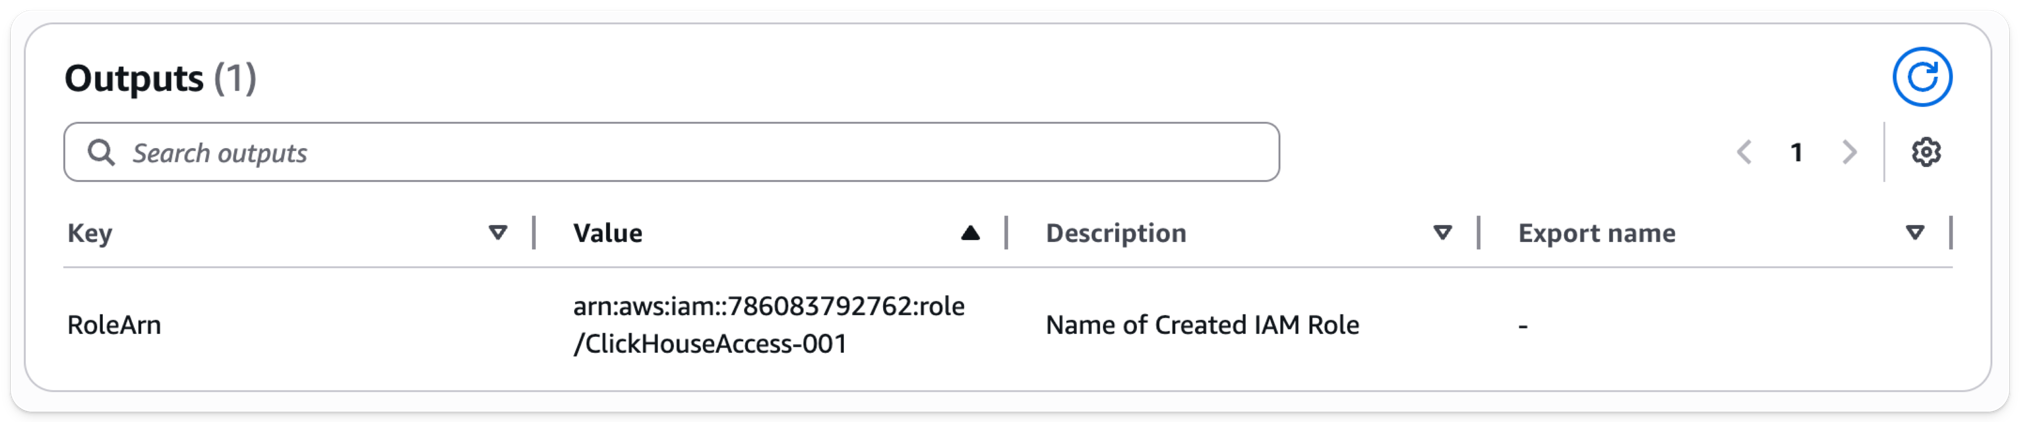 Outputs (1)
Search outputs
1
Key Value Description Export name
RoleArn arn:aws:iam::786083792762:role Name of Created IAM Role -
/ClickHouseAccess-001